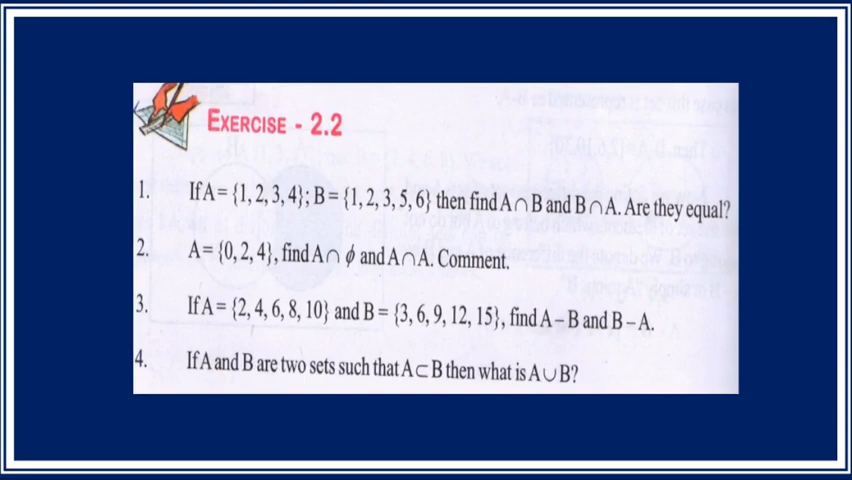 EXERCISE - 2.2
1. If A = {1, 2, 3, 4}; B = {1, 2, 3, 5, 6} then find A ∩ B and B ∩ A. Are they equal?
2. A = {0, 2, 4}, find A ∩ ϕ and A ∩ A. Comment.
3. If A = {2, 4, 6, 8, 10} and B = {3, 6, 9, 12, 15}, find A – B and B – A.
4. If A and B are two sets such that A ⊂ B then what is A ∪ B?